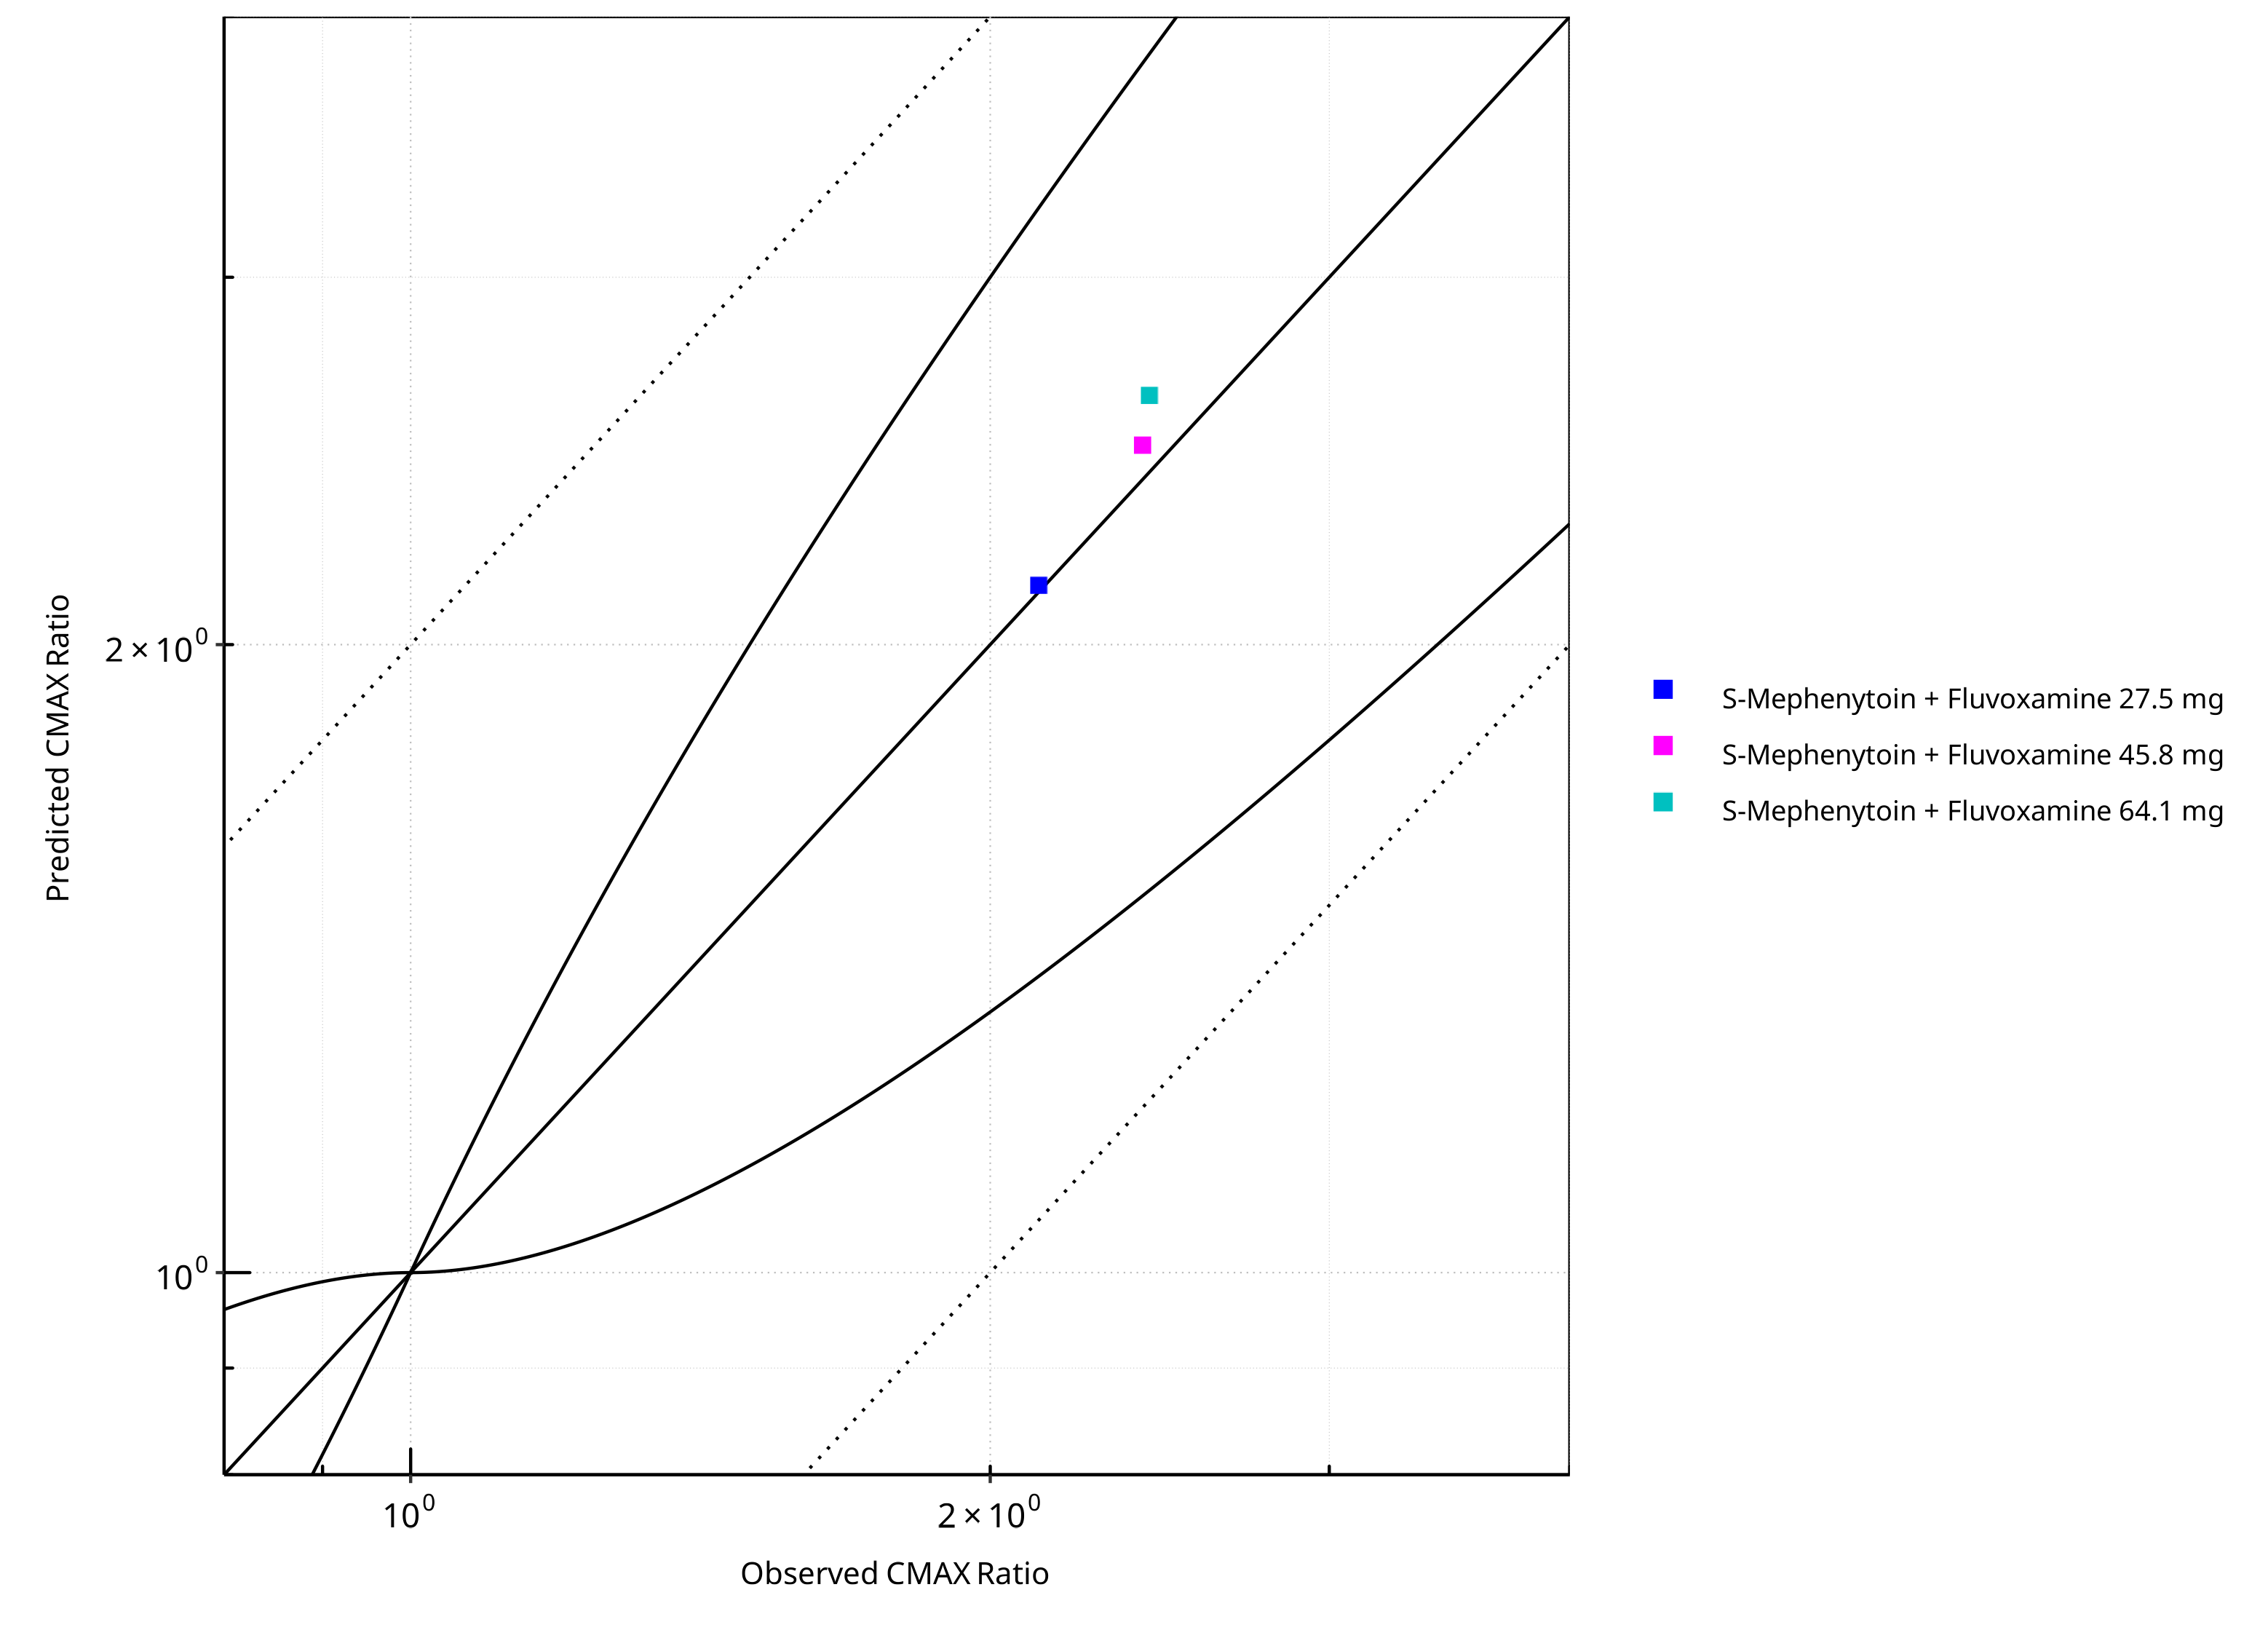 Predicted CMAX Ratio
2 × 10⁰
10⁰
10⁰
2 × 10⁰
Observed CMAX Ratio
S-Mephenytoin + Fluvoxamine 27.5 mg
S-Mephenytoin + Fluvoxamine 45.8 mg
S-Mephenytoin + Fluvoxamine 64.1 mg